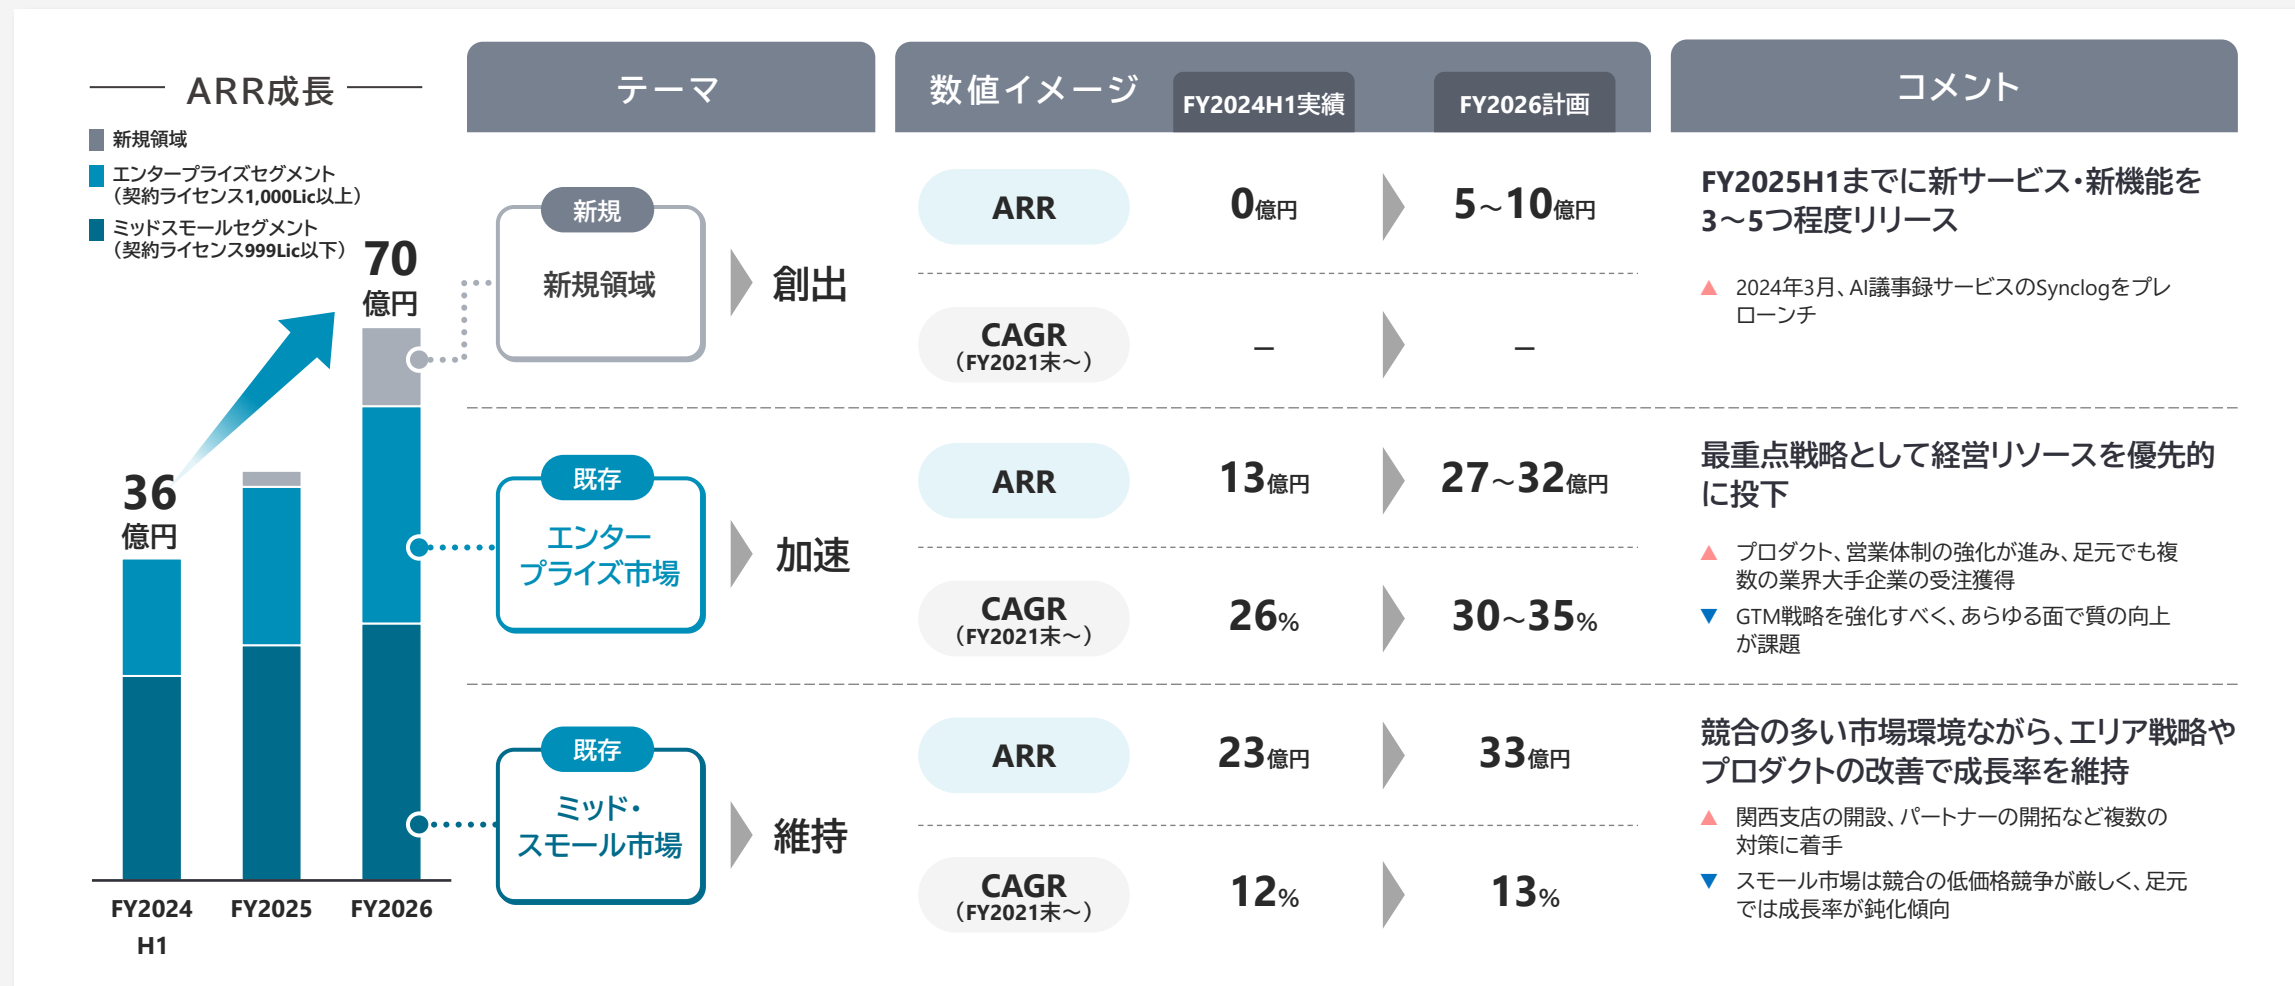 ARR成長
新規領域
エンタープライズセグメント
（契約ライセンス1,000Lic以上）
ミッドスモールセグメント
（契約ライセンス999Lic以下）
70
億円
36
億円
FY2024
H1
FY2025
FY2026
テーマ
数値イメージ
FY2024H1実績
FY2026計画
コメント
新規
新規領域
創出
ARR
0億円
5～10億円
CAGR
（FY2021末～）
–
–
FY2025H1までに新サービス・新機能を
3～5つ程度リリース
▲ 2024年3月、AI議事録サービスのSynclogをプレ
ローンチ
既存
エンター
プライズ市場
加速
ARR
13億円
27～32億円
CAGR
（FY2021末～）
26%
30～35%
最重点戦略として経営リソースを優先的
に投下
▲ プロダクト、営業体制の強化が進み、足元でも複
数の業界大手企業の受注獲得
▼ GTM戦略を強化すべく、あらゆる面で質の向上
が課題
既存
ミッド・
スモール市場
維持
ARR
23億円
33億円
CAGR
（FY2021末～）
12%
13%
競合の多い市場環境ながら、エリア戦略や
プロダクトの改善で成長率を維持
▲ 関西支店の開設、パートナーの開拓など複数の
対策に着手
▼ スモール市場は競合の低価格競争が厳しく、足元
では成長率が鈍化傾向